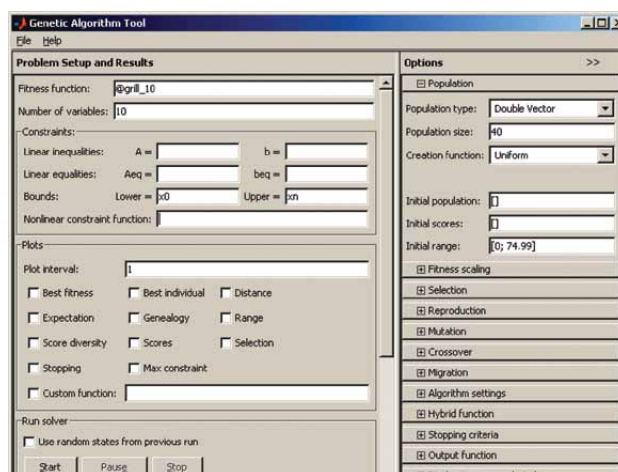 Genetic Algorithm Tool
File Help
Problem Setup and Results
Fitness function: @grill_10
Number of variables: 10
Constraints:
Linear inequalities: A = b =
Linear equalities: Aeq = beq =
Bounds: Lower = x0 Upper = xn
Nonlinear constraint function:
Plots
Plot interval: 1
Best fitness Best individual Distance
Expectation Genealogy Range
Score diversity Scores Selection
Stopping Max constraint
Custom function:
Run solver
Use random states from previous run
Start Pause Stop
Options >>
Population
Population type: Double Vector
Population size: 40
Creation function: Uniform
Initial population: []
Initial scores: []
Initial range: [0; 74.99]
Fitness scaling
Selection
Reproduction
Mutation
Crossover
Migration
Algorithm settings
Hybrid function
Stopping criteria
Output function